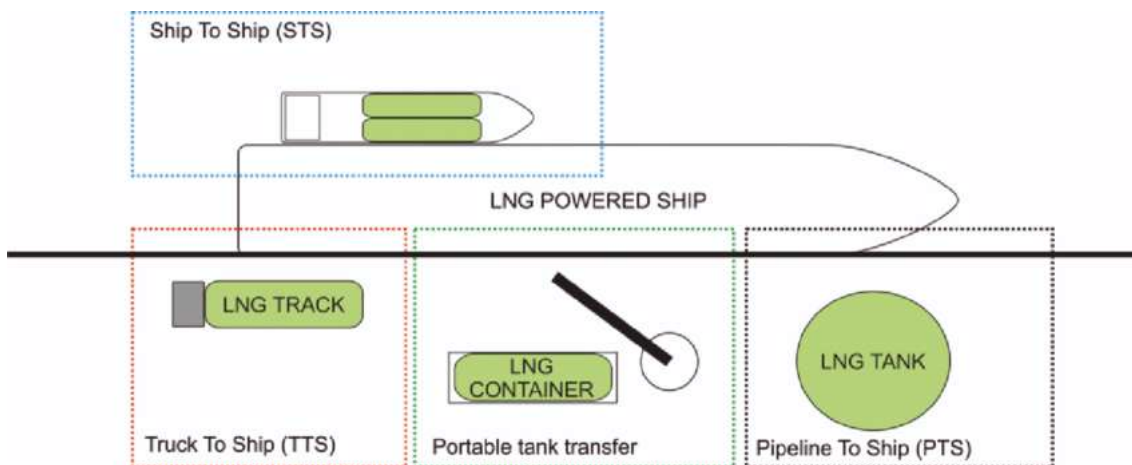 Ship To Ship (STS)
LNG POWERED SHIP
LNG TRACK
LNG
CONTAINER
LNG TANK
Truck To Ship (TTS)
Portable tank transfer
Pipeline To Ship (PTS)